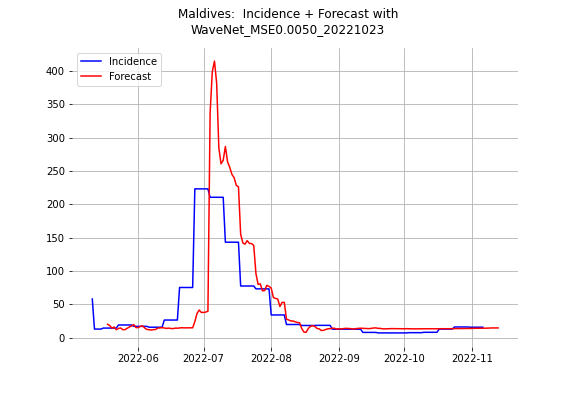 Maldives:  Incidence + Forecast with
WaveNet_MSE0.0050_20221023
Incidence
Forecast
400
350
300
250
200
150
100
50
0
2022-06 2022-07 2022-08 2022-09 2022-10 2022-11